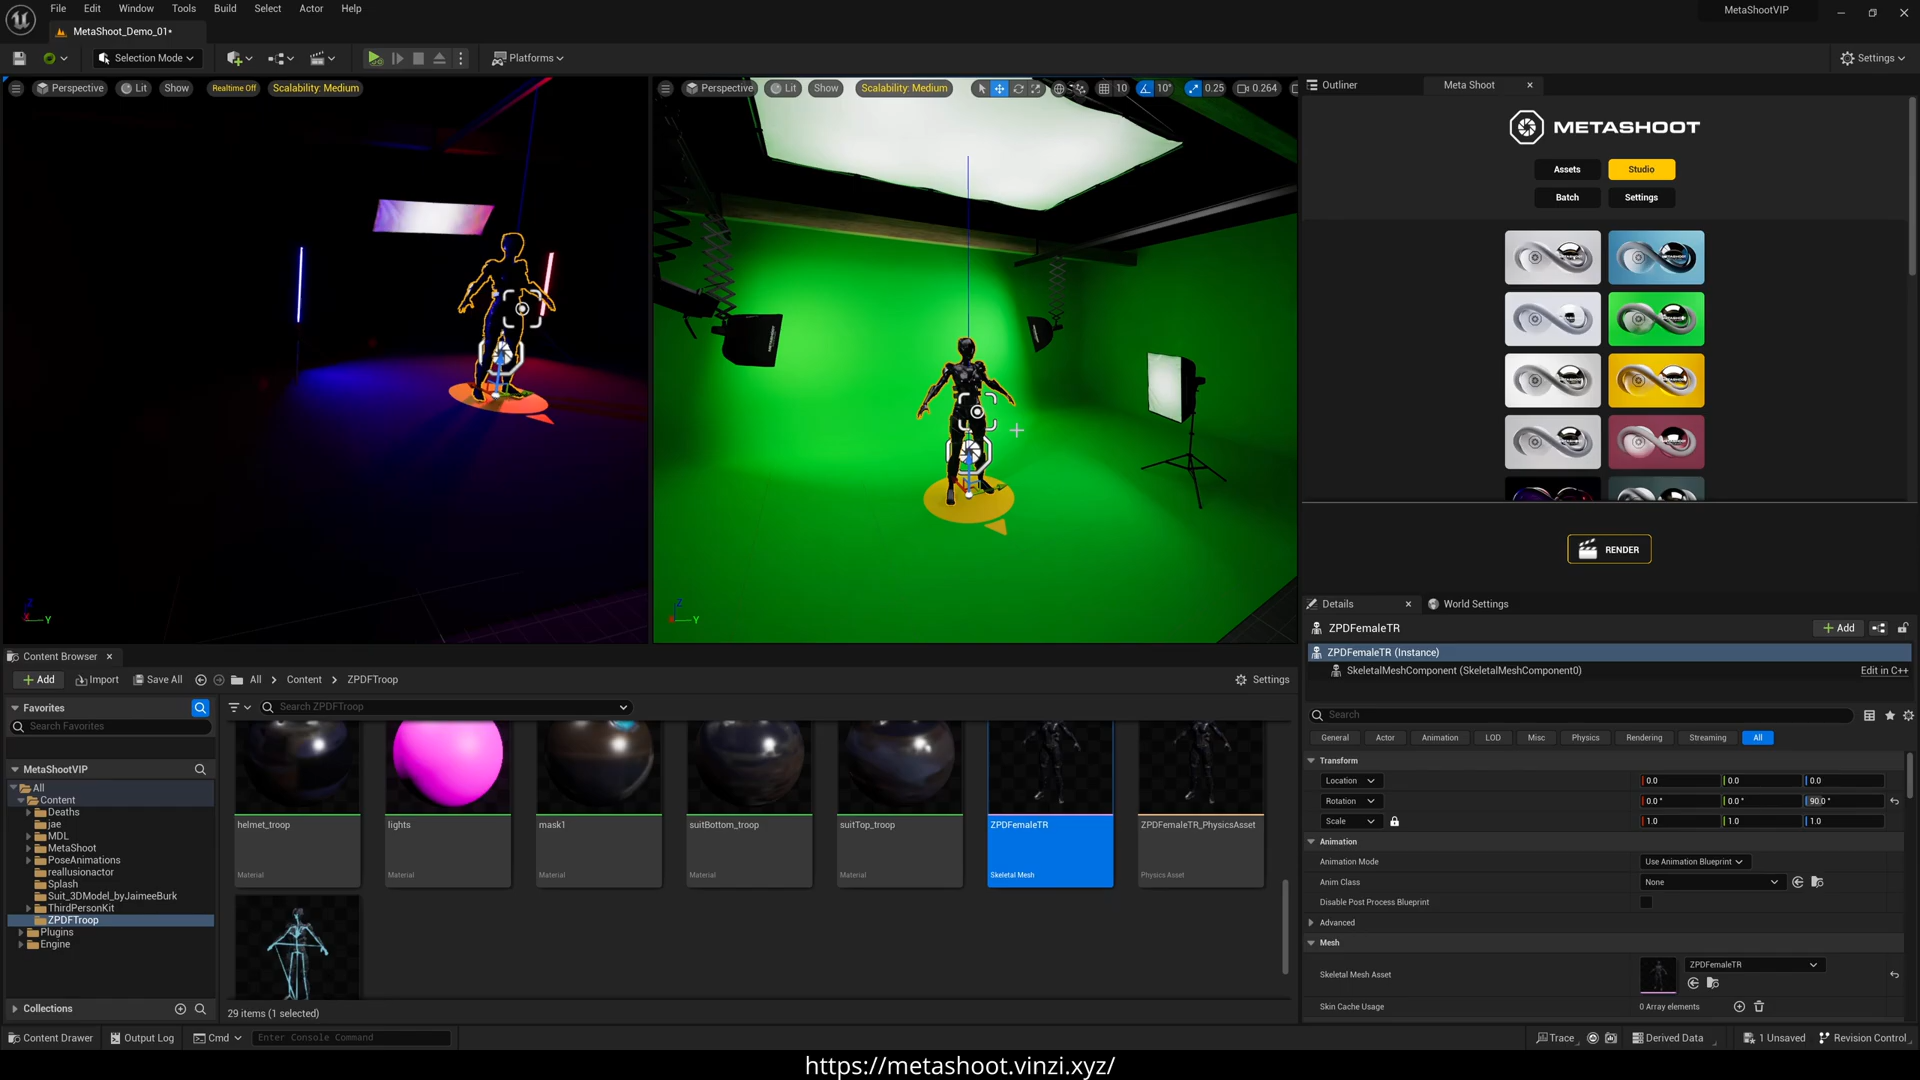 File Edit Window Tools Build Select Actor Help
MetaShootVIP
MetaShoot_Demo_01*
Selection Mode
Platforms
Settings
Perspective Lit Show Realtime Off Scalability: Medium
Perspective Lit Show Scalability: Medium 10 10° 0.25 0.264
Z
X Y
Z
X Y
Outliner Meta Shoot
METASHOOT
Assets Studio
Batch Settings
RENDER
Details World Settings
ZPDFemaleTR
Add
ZPDFemaleTR (Instance)
SkeletalMeshComponent (SkeletalMeshComponent0) Edit in C++
Search
General Actor Animation LOD Misc Physics Rendering Streaming All
Transform
Location 0.0 0.0 0.0
Rotation 0.0 ° 0.0 ° 90.0 °
Scale 1.0 1.0 1.0
Animation
Animation Mode Use Animation Blueprint
Anim Class None
Disable Post Process Blueprint
Advanced
Mesh
Skeletal Mesh Asset ZPDFemaleTR
Skin Cache Usage 0 Array elements
Content Browser
Add Import Save All All Content ZPDFTroop Settings
Favorites
Search Favorites
Search ZPDFTroop
MetaShootVIP
All
Content
Deaths
jae
MDL
MetaShoot
PoseAnimations
reallusionactor
Splash
Suit_3DModel_byJaimeeBurk
ThirdPersonKit
ZPDFTroop
Plugins
Engine
Collections
helmet_troop lights mask1 suitBottom_troop suitTop_troop ZPDFemaleTR ZPDFemaleTR_PhysicsAsset
Material Material Material Material Material Skeletal Mesh Physics Asset
29 items (1 selected)
Content Drawer Output Log Cmd Enter Console Command Trace Derived Data 1 Unsaved Revision Control
https://metashoot.vinzi.xyz/